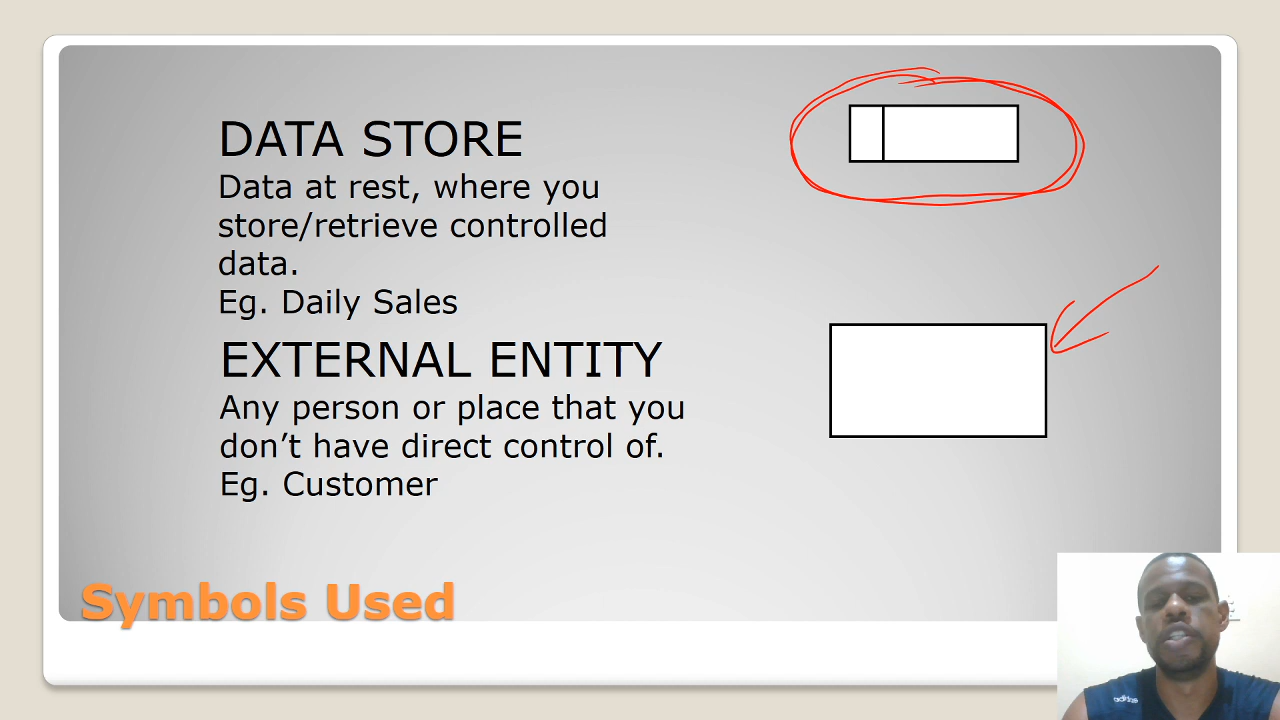 DATA STORE
Data at rest, where you
store/retrieve controlled
data.
Eg. Daily Sales
EXTERNAL ENTITY
Any person or place that you
don’t have direct control of.
Eg. Customer
Symbols Used
adidas